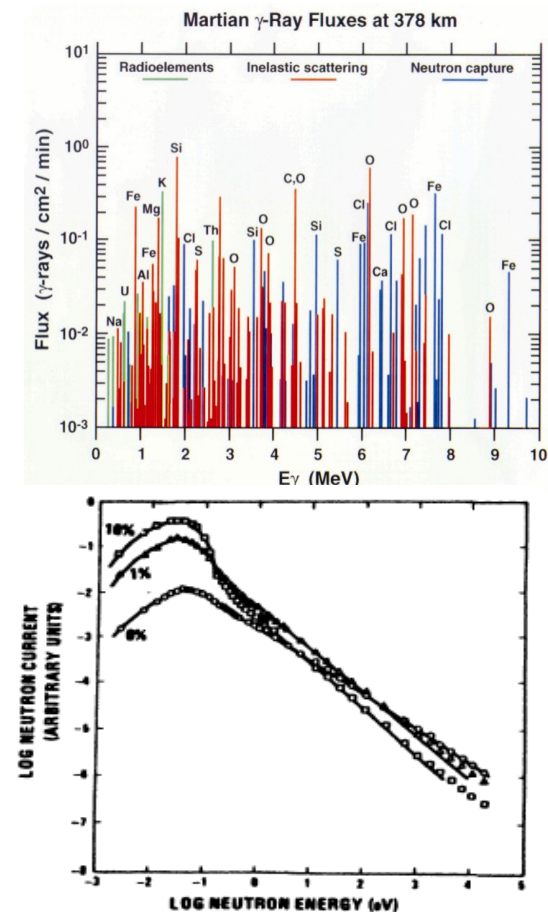 Martian γ-Ray Fluxes at 378 km
Flux (γ-rays / cm2 / min)
10¹
10⁰
10⁻¹
10⁻²
10⁻³
Radioelements Inelastic scattering Neutron capture
Si
C,O
O
K
Fe
Mg
Cl
Fe
Fe
Cl
O
O
Al
Fe
S
Th
O
Si
O
O
Si
S
Fe
Cl
Cl
Ca
U
Na
O
Fe
0 1 2 3 4 5 6 7 8 9 10
Eγ (MeV)
LOG NEUTRON CURRENT
(ARBITRARY UNITS)
0
-1
-2
-3
-4
-5
-6
-7
-8
10%
1%
0%
-3 -2 -1 0 1 2 3 4 5
LOG NEUTRON ENERGY (eV)